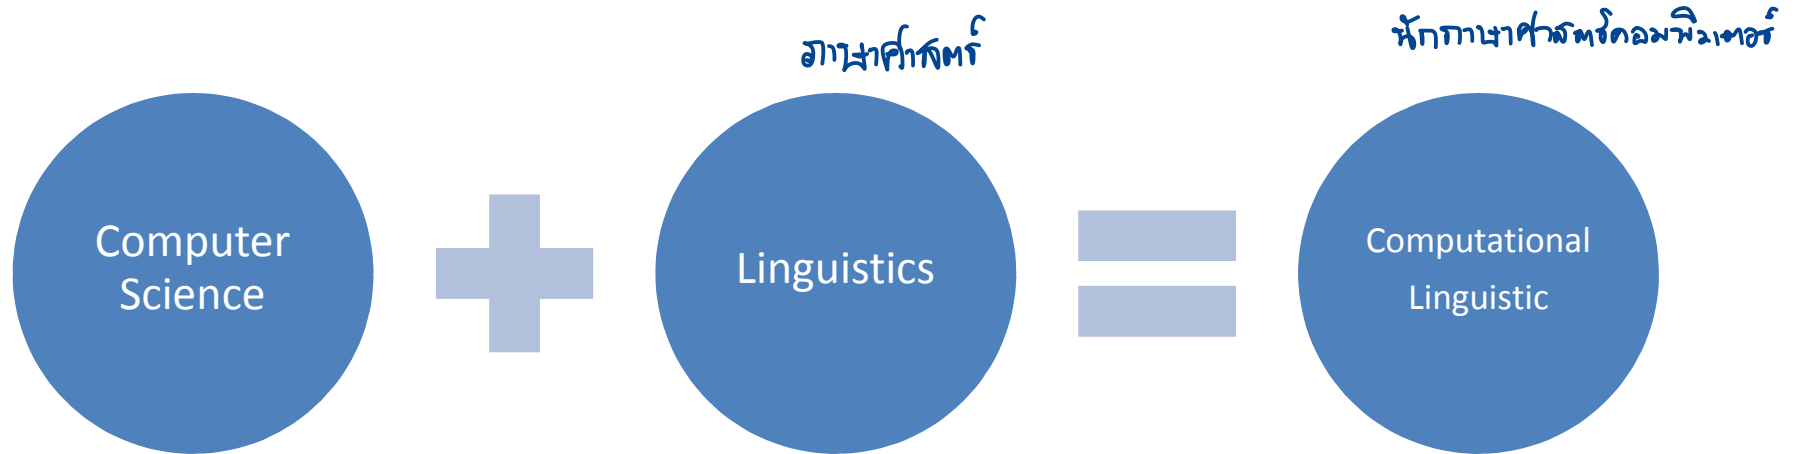 ภาษาศาสตร์
นักภาษาศาสตร์คอมพิวเตอร์
Computer
Science
Linguistics
Computational
Linguistic